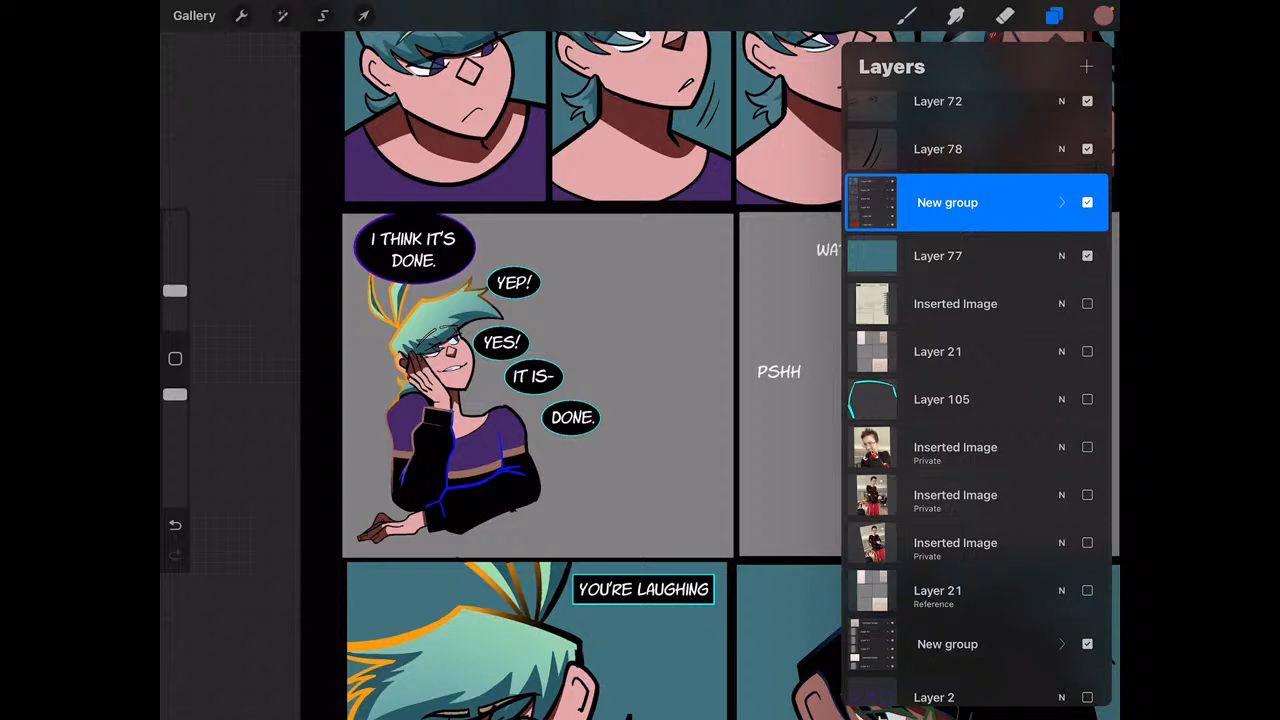 Gallery
Layers
Layer 72 N
Layer 78 N
New group
Layer 77 N
Inserted Image N
Layer 21 N
Layer 105 N
Inserted Image N
Private
Inserted Image N
Private
Inserted Image N
Private
Layer 21 N
Reference
New group
Layer 2 N
I THINK IT'S
DONE.
YEP!
YES!
IT IS-
DONE.
WA
PSHH
YOU'RE LAUGHING